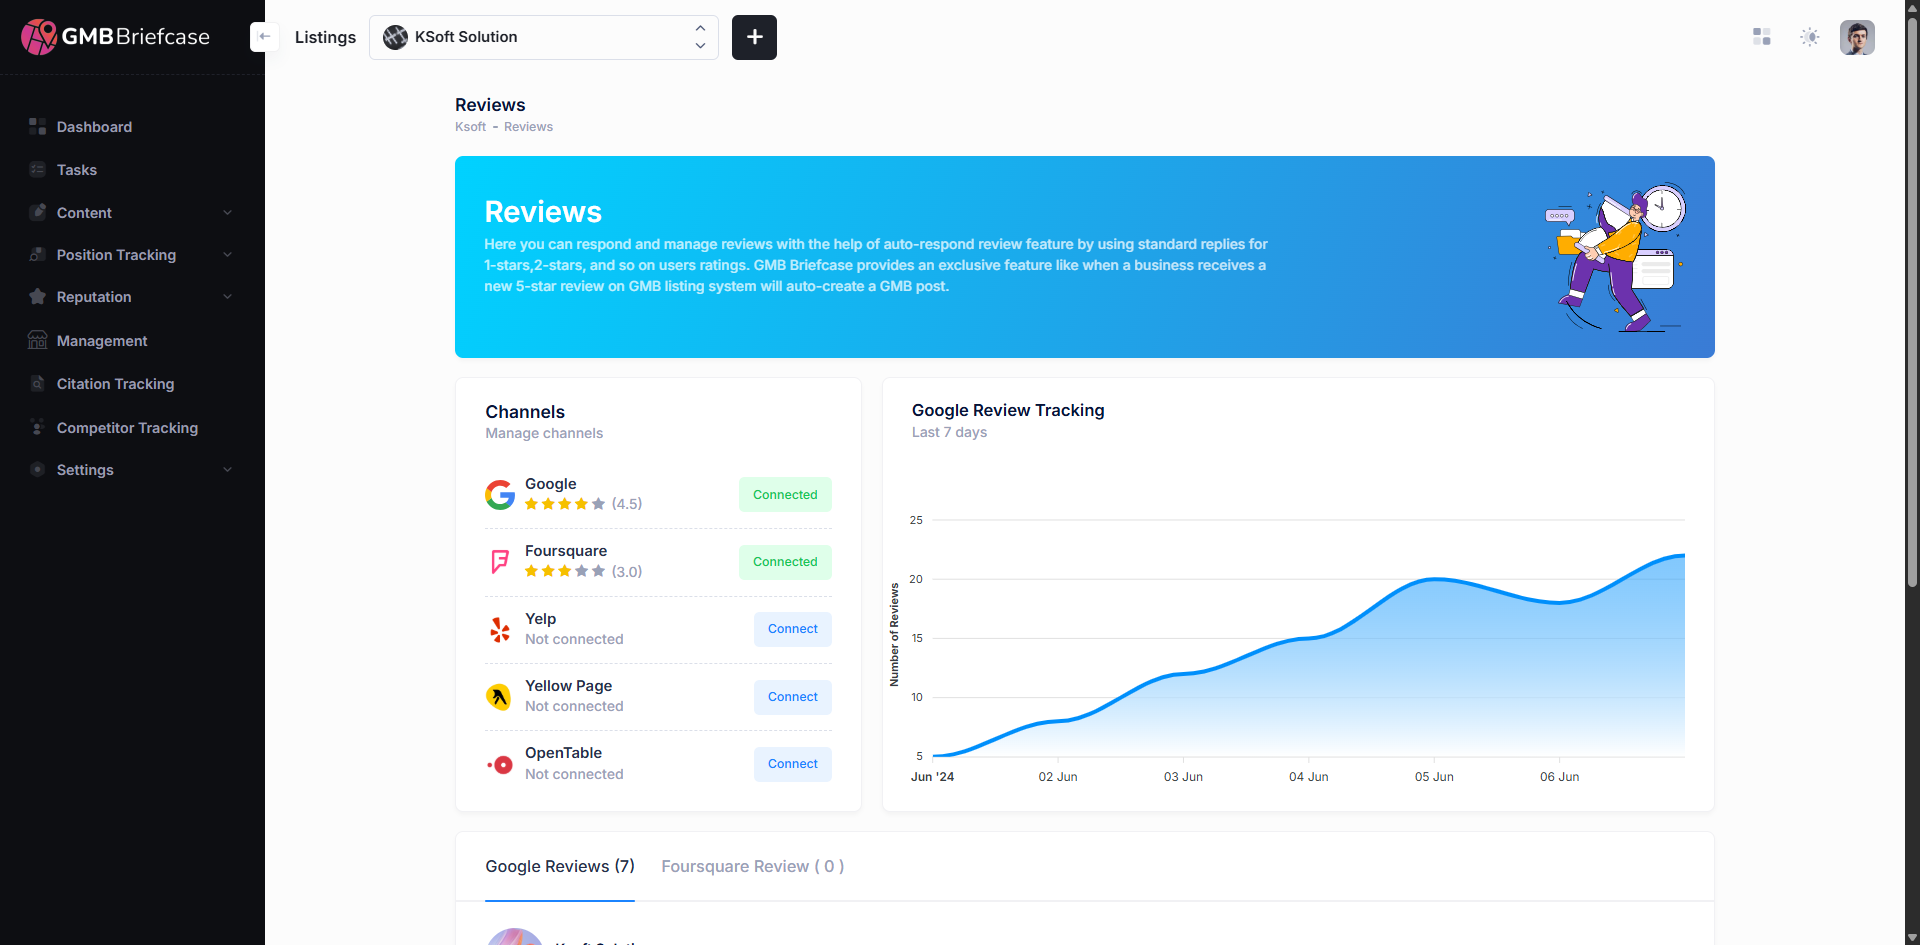 GMBBriefcase
Listings
KSoft Solution
Dashboard
Tasks
Content
Position Tracking
Reputation
Management
Citation Tracking
Competitor Tracking
Settings
Reviews
Ksoft - Reviews
Reviews
Here you can respond and manage reviews with the help of auto-respond review feature by using standard replies for
1-stars,2-stars, and so on users ratings. GMB Briefcase provides an exclusive feature like when a business receives a
new 5-star review on GMB listing system will auto-create a GMB post.
Channels
Manage channels
Google
(4.5)
Connected
Foursquare
(3.0)
Connected
Yelp
Not connected
Connect
Yellow Page
Not connected
Connect
OpenTable
Not connected
Connect
Google Review Tracking
Last 7 days
Number of Reviews
25
20
15
10
5
Jun '24
02 Jun
03 Jun
04 Jun
05 Jun
06 Jun
Google Reviews (7)
Foursquare Review ( 0 )